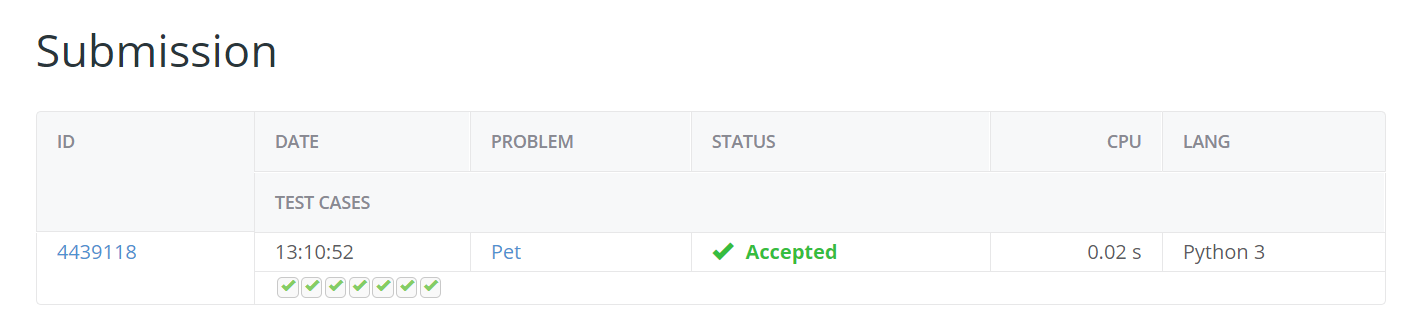 Submission
ID DATE PROBLEM STATUS CPU LANG
TEST CASES
4439118 13:10:52 Pet Accepted 0.02 s Python 3